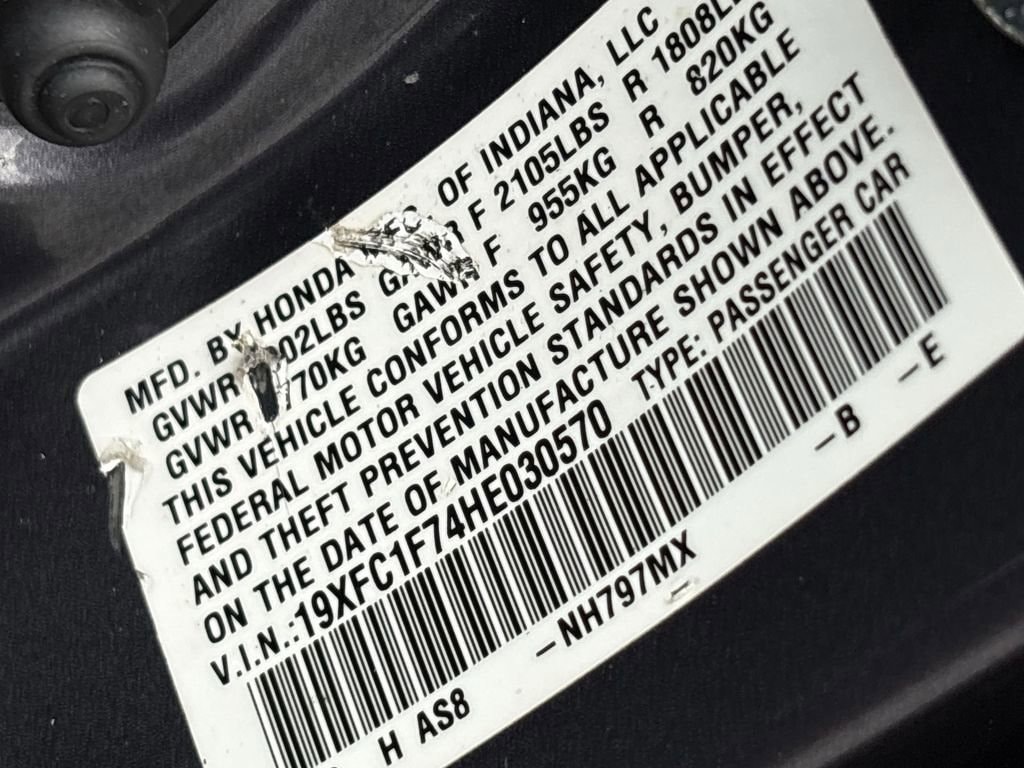 MFD. BY HONDA OF INDIANA, LLC
GVWR 02LBS F 2105LBS R 1808L
GVWR 70KG GAWR F 955KG R 820KG
THIS VEHICLE CONFORMS TO ALL APPLICABLE
FEDERAL MOTOR VEHICLE SAFETY, BUMPER,
AND THEFT PREVENTION STANDARDS IN EFFECT
ON THE DATE OF MANUFACTURE SHOWN ABOVE.
V.I.N.:19XFC1F74HE030570 TYPE: PASSENGER CAR
H AS8 –NH797MX –B –E